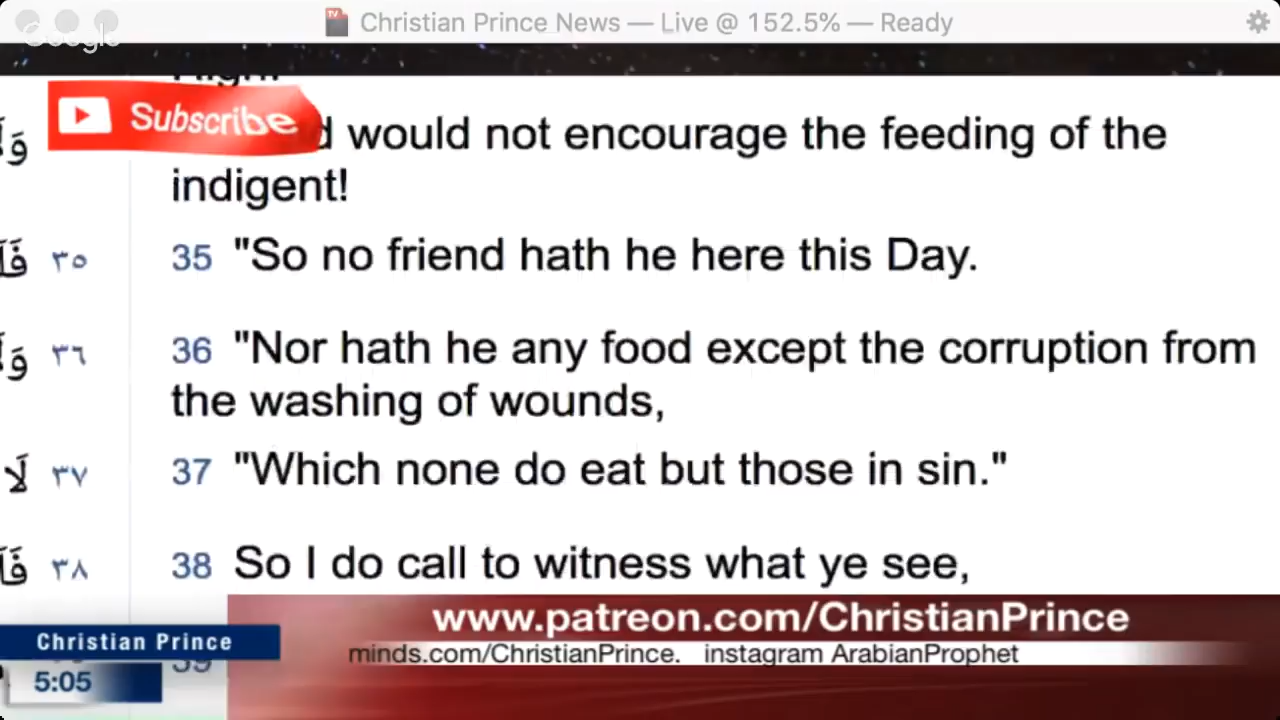 Christian Prince News — Live @ 152.5% — Ready
Google
Subscribe
would not encourage the feeding of the
indigent!
٣٥ 35 "So no friend hath he here this Day.
٣٦ 36 "Nor hath he any food except the corruption from
the washing of wounds,
٣٧ 37 "Which none do eat but those in sin."
٣٨ 38 So I do call to witness what ye see,
39
www.patreon.com/ChristianPrince
minds.com/ChristianPrince. instagram ArabianProphet
Christian Prince
5:05